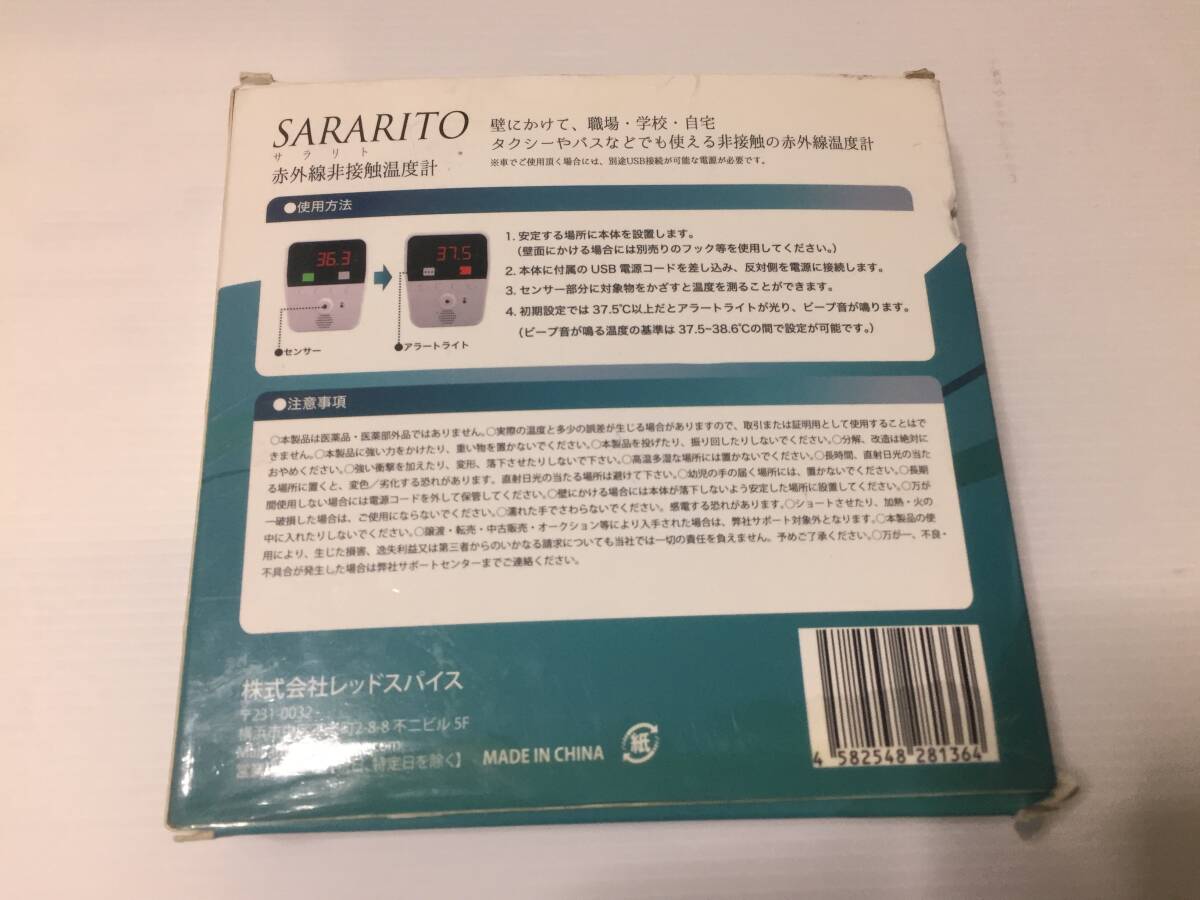 SARARITO
サラリト
赤外線非接触温度計
壁にかけて、職場・学校・自宅
タクシーやバスなどでも使える非接触の赤外線温度計
※車でご使用頂く場合には、別途USB接続が可能な電源が必要です。
●使用方法
36.3
37.5
●センサー
●アラートライト
1. 安定する場所に本体を設置します。
(壁面にかける場合には別売りのフック等を使用してください。)
2. 本体に付属の USB 電源コードを差し込み、反対側を電源に接続します。
3. センサー部分に対象物をかざすと温度を測ることができます。
4. 初期設定では 37.5℃以上だとアラートライトが光り、ビープ音が鳴ります。
(ビープ音が鳴る温度の基準は 37.5~38.6℃の間で設定が可能です。)
●注意事項
○本製品は医薬品・医薬部外品ではありません。○実際の温度と多少の誤差が生じる場合がありますので、取引または証明用として使用することはで
きません。○本製品に強い力をかけたり、重い物を置かないでください。○本製品を投げたり、振り回したりしないでください。○分解、改造は絶対に
おやめください。○強い衝撃を加えたり、変形、落下させたりしないで下さい。○高温多湿な場所には置かないでください。○長時間、直射日光の当た
る場所に置くと、変色／劣化する恐れがあります。直射日光の当たる場所は避けて下さい。○幼児の手の届く場所には、置かないでください。○長期
間使用しない場合には電源コードを外して保管してください。○壁にかける場合には本体が落下しないよう安定した場所に設置してください。○万が
一破損した場合は、ご使用にならないでください。○濡れた手でさわらないでください。感電する恐れがあります。○ショートさせたり、加熱・火の
中に入れたりしないでください。○譲渡・転売・中古販売・オークション等により入手された場合は、弊社サポート対象外となります。○本製品の使
用により、生じた損害、逸失利益又は第三者からのいかなる請求についても当社では一切の責任を負えません。予めご了承ください。○万が一、不良・
不具合が発生した場合は弊社サポートセンターまでご連絡ください。
株式会社レッドスパイス
〒231-0032
横浜市中区 町2-8-8 不二ビル 5F
.com
営業 日、特定日を除く】
MADE IN CHINA
紙
4 582548 281364